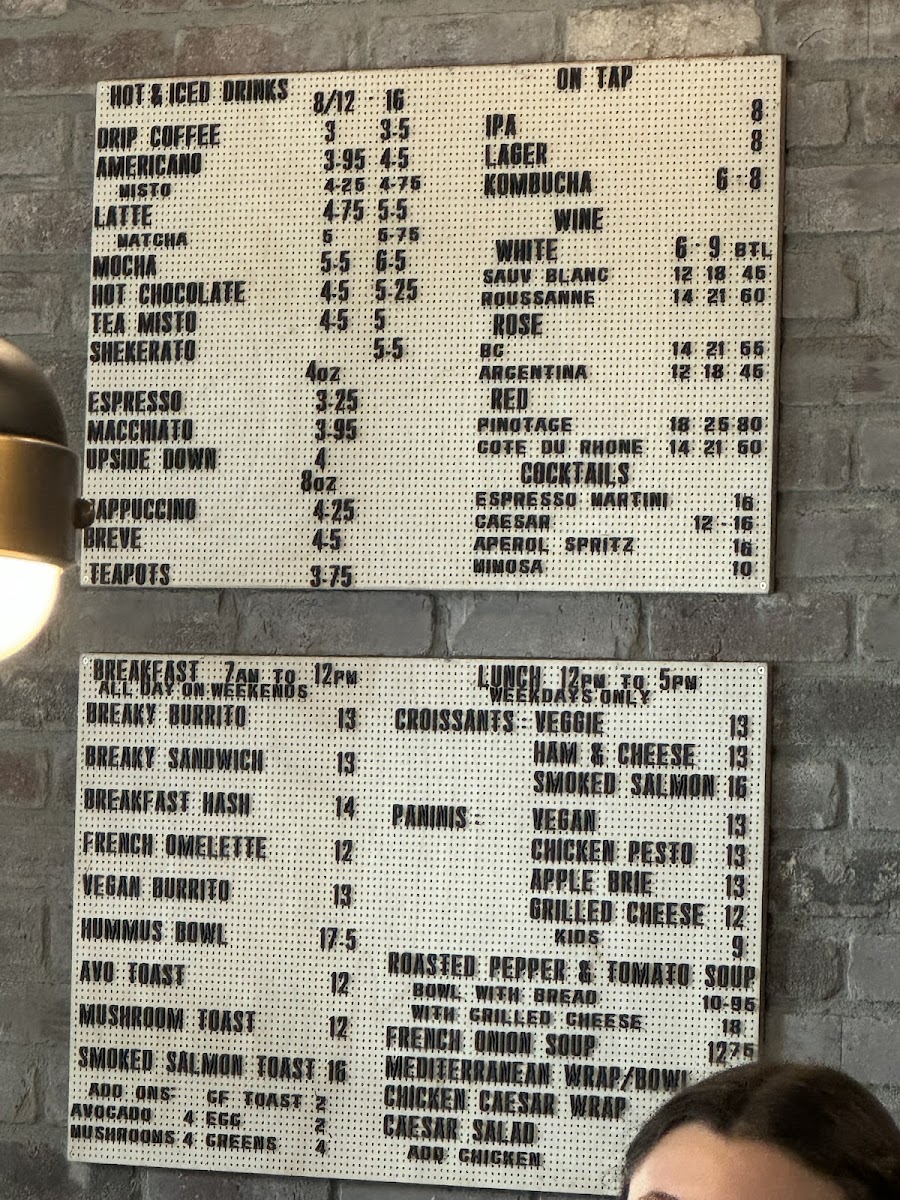 HOT & ICED DRINKS 8/12 - 16
DRIP COFFEE 3 3-5
AMERICANO 3-95 4-5
MISTO 4-25 4-75
LATTE 4-75 5-5
MATCHA 5 5-75
MOCHA 5-5 6-5
HOT CHOCOLATE 4-5 5-25
TEA MISTO 4-5 5
SHEKERATO 5-5
4oz
ESPRESSO 3-25
MACCHIATO 3-95
UPSIDE DOWN 4
8oz
CAPPUCCINO 4-25
BREVE 4-5
TEAPOTS 3-75
ON TAP
IPA 8
LAGER 8
KOMBUCHA 6-8
WINE
WHITE 6 - 9 BTL
SAUV BLANC 12 18 45
ROUSSANNE 14 21 60
ROSE
BC 14 21 55
ARGENTINA 12 18 45
RED
PINOTAGE 18 25 80
COTE DU RHONE 14 21 50
COCKTAILS
ESPRESSO MARTINI 16
CAESAR 12-16
APEROL SPRITZ 16
MIMOSA 10
BREAKFAST 7AM TO 12PM
ALL DAY ON WEEKENDS
BREAKY BURRITO 13
BREAKY SANDWICH 13
BREAKFAST HASH 14
FRENCH OMELETTE 12
VEGAN BURRITO 13
HUMMUS BOWL 17-5
AVO TOAST 12
MUSHROOM TOAST 12
SMOKED SALMON TOAST 16
ADD ONS- GF TOAST 2
AVOCADO 4 EGG 2
MUSHROOMS 4 GREENS 4
LUNCH 12PM TO 5PM
WEEKDAYS ONLY
CROISSANTS - VEGGIE 13
HAM & CHEESE 13
SMOKED SALMON 16
PANINIS : VEGAN 13
CHICKEN PESTO 13
APPLE BRIE 13
GRILLED CHEESE 12
KIDS 9
ROASTED PEPPER & TOMATO SOUP
BOWL WITH BREAD 10-95
WITH GRILLED CHEESE 18
FRENCH ONION SOUP 1275
MEDITERRANEAN WRAP/BOWL
CHICKEN CAESAR WRAP
CAESAR SALAD
ADD CHICKEN